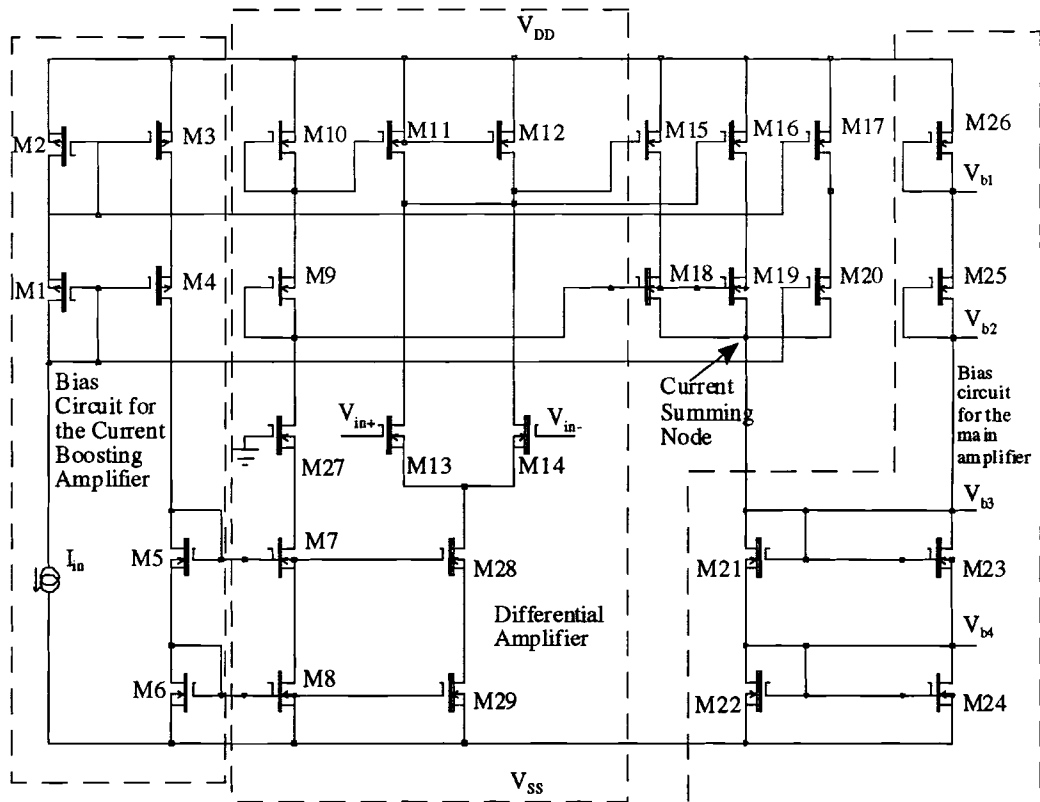 V_DD
M2
M3
M10
M11
M12
M15
M16
M17
M26
V_b1
M1
M4
M9
M18
M19
M20
M25
V_b2
Bias
Circuit for
the Current
Boosting
Amplifier
V_in+
V_in-
Current
Summing
Node
Bias
circuit
for the
main
amplifier
M27
M13
M14
V_b3
I_in
M5
M7
M28
M21
M23
Differential
Amplifier
V_b4
M6
M8
M29
M22
M24
V_SS